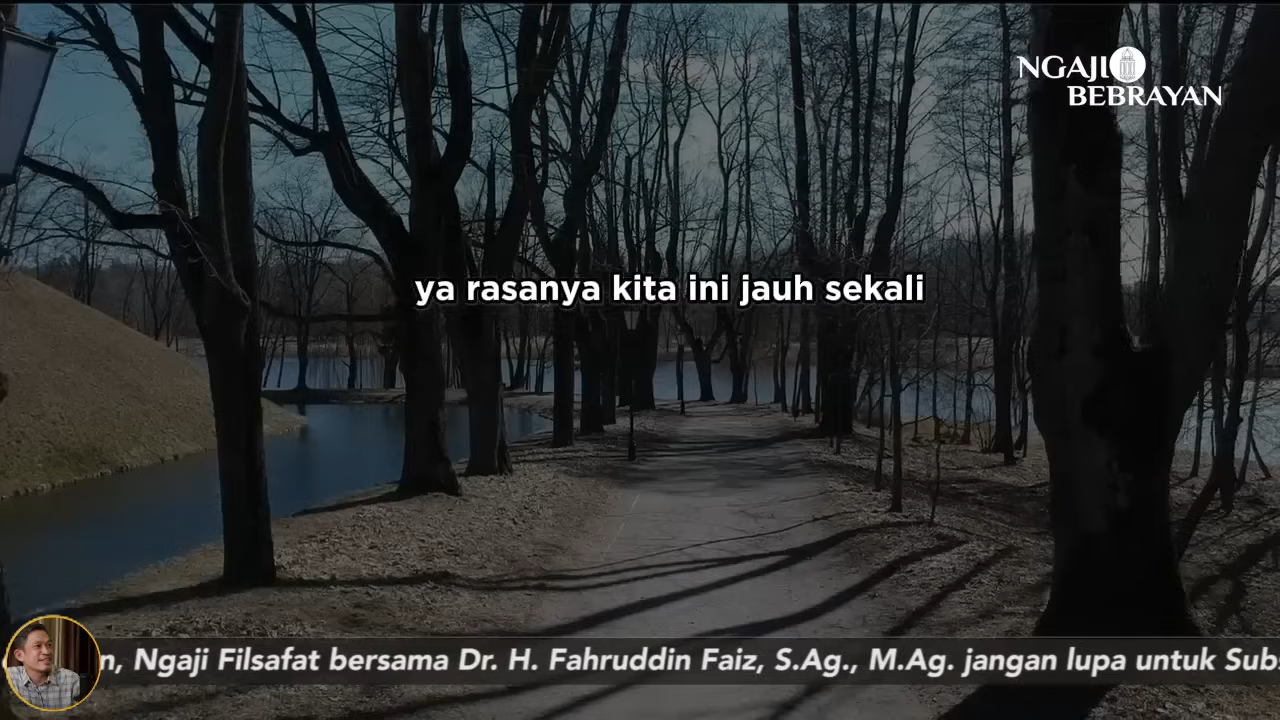 NGAJI
BEBRAYAN
ya rasanya kita ini jauh sekali
n, Ngaji Filsafat bersama Dr. H. Fahruddin Faiz, S.Ag., M.Ag. jangan lupa untuk Subs